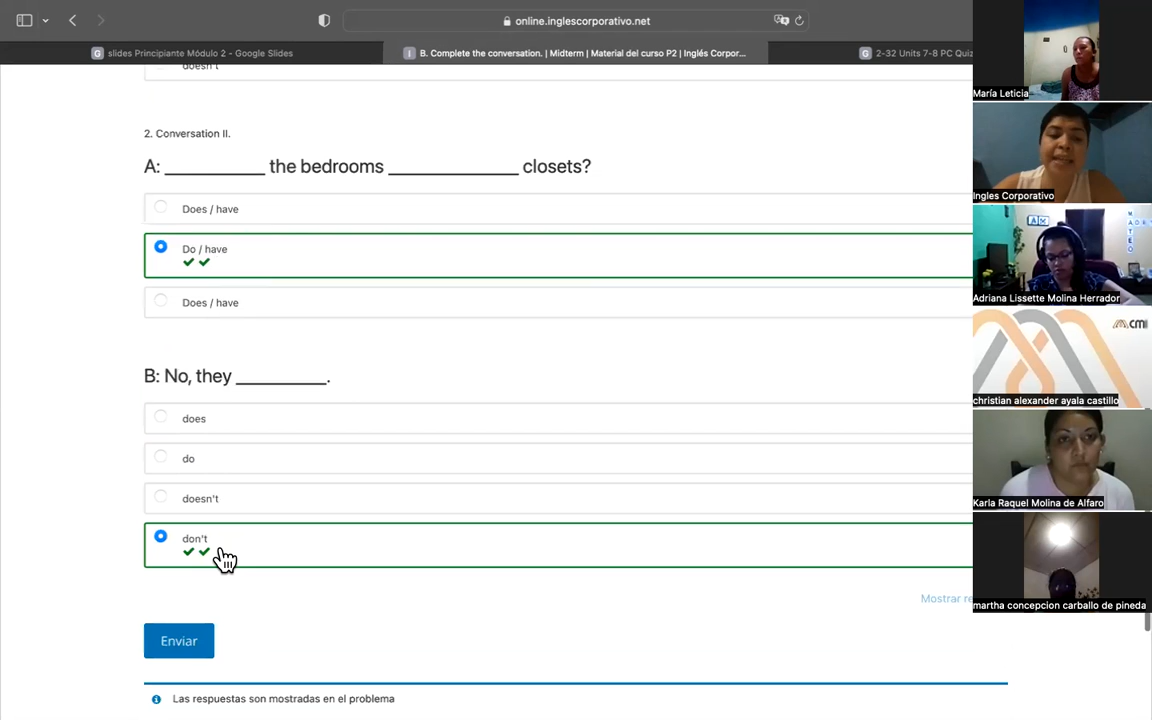 online.inglescorporativo.net
slides Principiante Módulo 2 - Google Slides
B. Complete the conversation. | Midterm | Material del curso P2 | Inglés Corpor...
2-32 Units 7-8 PC Quiz
doesn't
2. Conversation II.
A: __________ the bedrooms _____________ closets?
Does / have
Do / have
Does / have
B: No, they _________.
does
do
doesn't
don't
Mostrar re
Enviar
Las respuestas son mostradas en el problema
María Leticia
Ingles Corporativo
Adriana Lissette Molina Herrador
CMI
christian alexander ayala castillo
Karla Raquel Molina de Alfaro
martha concepcion carballo de pineda